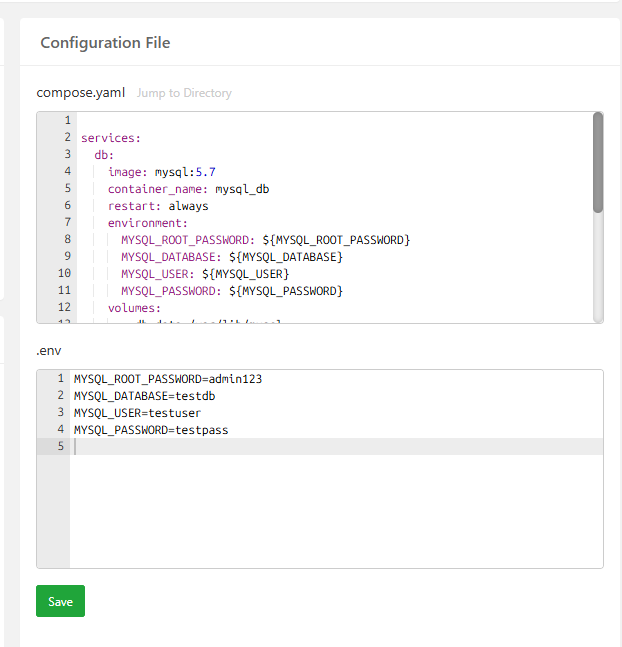 Configuration File
compose.yaml Jump to Directory
1
2 services:
3   db:
4     image: mysql:5.7
5     container_name: mysql_db
6     restart: always
7     environment:
8       MYSQL_ROOT_PASSWORD: ${MYSQL_ROOT_PASSWORD}
9       MYSQL_DATABASE: ${MYSQL_DATABASE}
10       MYSQL_USER: ${MYSQL_USER}
11       MYSQL_PASSWORD: ${MYSQL_PASSWORD}
12     volumes:
.env
1 MYSQL_ROOT_PASSWORD=admin123
2 MYSQL_DATABASE=testdb
3 MYSQL_USER=testuser
4 MYSQL_PASSWORD=testpass
5
Save